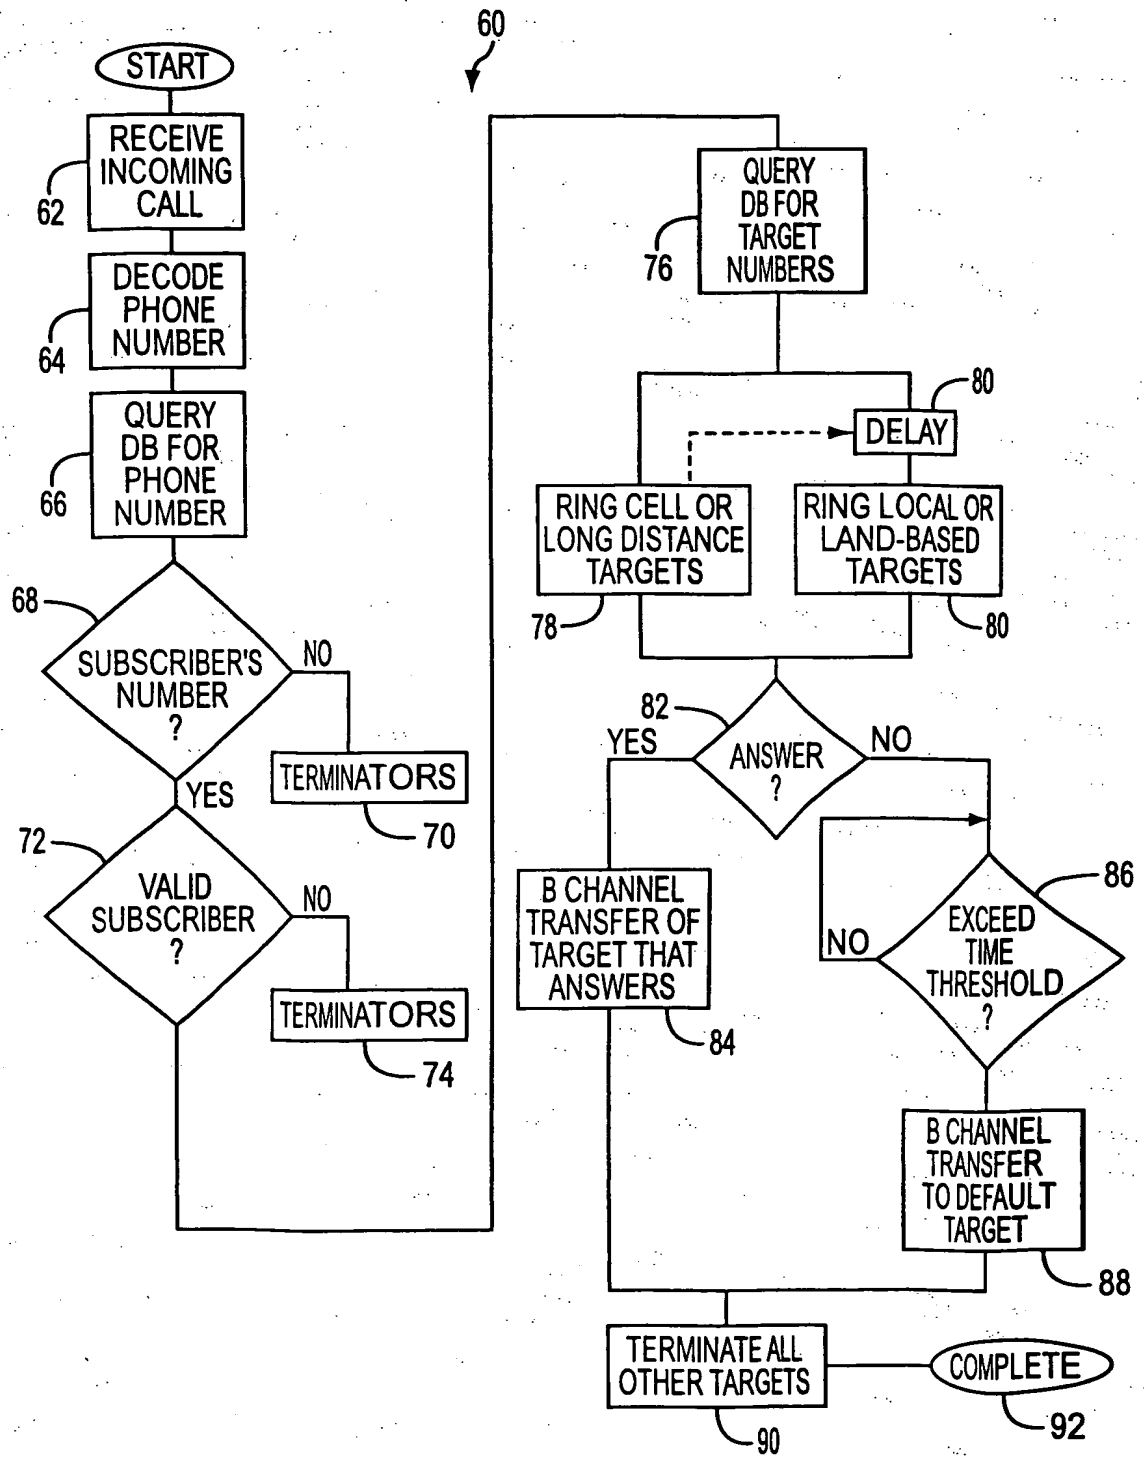 60
START
RECEIVE
INCOMING
CALL
62
DECODE
PHONE
NUMBER
64
QUERY
DB FOR
PHONE
NUMBER
66
68
SUBSCRIBER'S
NUMBER
?
NO
TERMINATORS
70
YES
72
VALID
SUBSCRIBER
?
NO
TERMINATORS
74
QUERY
DB FOR
TARGET
NUMBERS
76
80
DELAY
RING CELL OR
LONG DISTANCE
TARGETS
78
RING LOCAL OR
LAND-BASED
TARGETS
80
82
YES
ANSWER
?
NO
B CHANNEL
TRANSFER OF
TARGET THAT
ANSWERS
84
86
EXCEED
TIME
THRESHOLD
?
NO
B CHANNEL
TRANSFER
TO DEFAULT
TARGET
88
TERMINATE ALL
OTHER TARGETS
90
COMPLETE
92